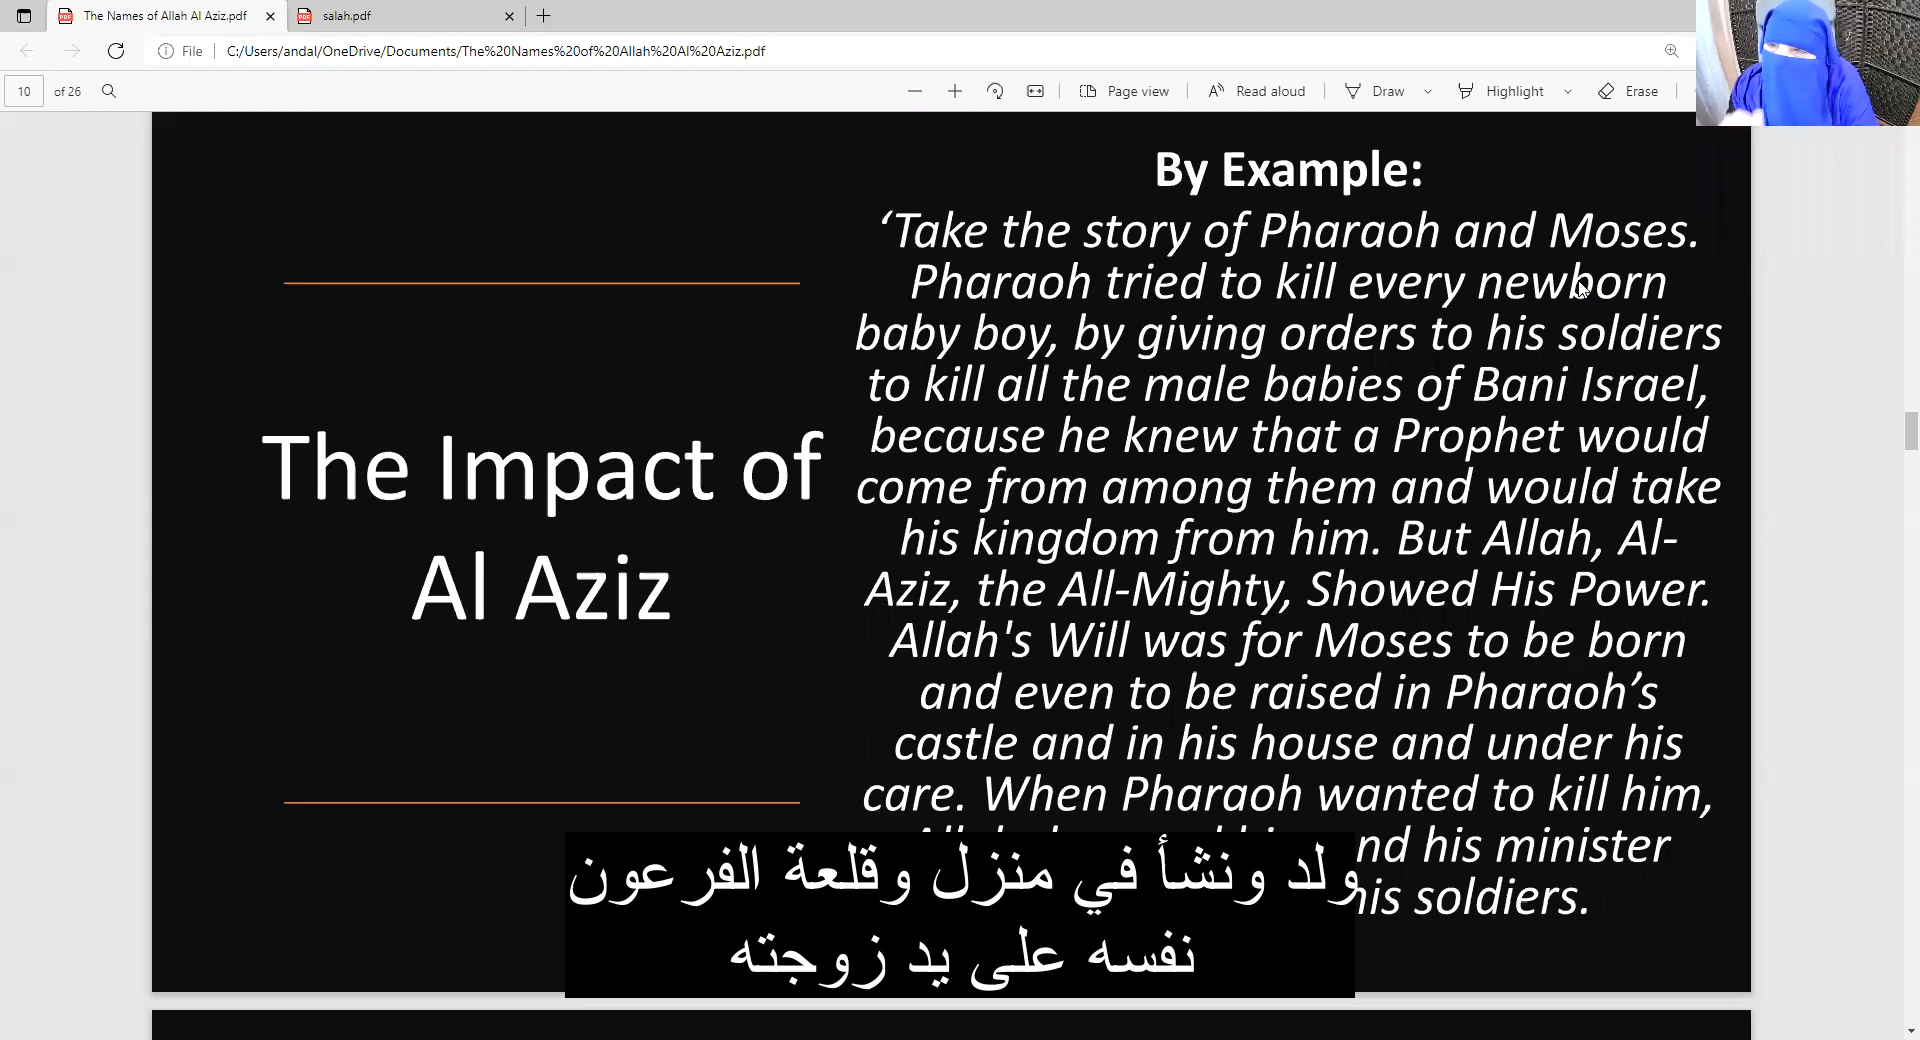 The Names of Allah Al Aziz.pdf
salah.pdf
File
C:/Users/andal/OneDrive/Documents/The%20Names%20of%20Allah%20Al%20Aziz.pdf
10 of 26
Page view
Read aloud
Draw
Highlight
Erase
The Impact of
Al Aziz
By Example:
‘Take the story of Pharaoh and Moses.
Pharaoh tried to kill every newborn
baby boy, by giving orders to his soldiers
to kill all the male babies of Bani Israel,
because he knew that a Prophet would
come from among them and would take
his kingdom from him. But Allah, Al-
Aziz, the All-Mighty, Showed His Power.
Allah's Will was for Moses to be born
and even to be raised in Pharaoh’s
castle and in his house and under his
care. When Pharaoh wanted to kill him,
his minister
his soldiers.
ولد ونشأ في منزل وقلعة الفرعون
نفسه على يد زوجته